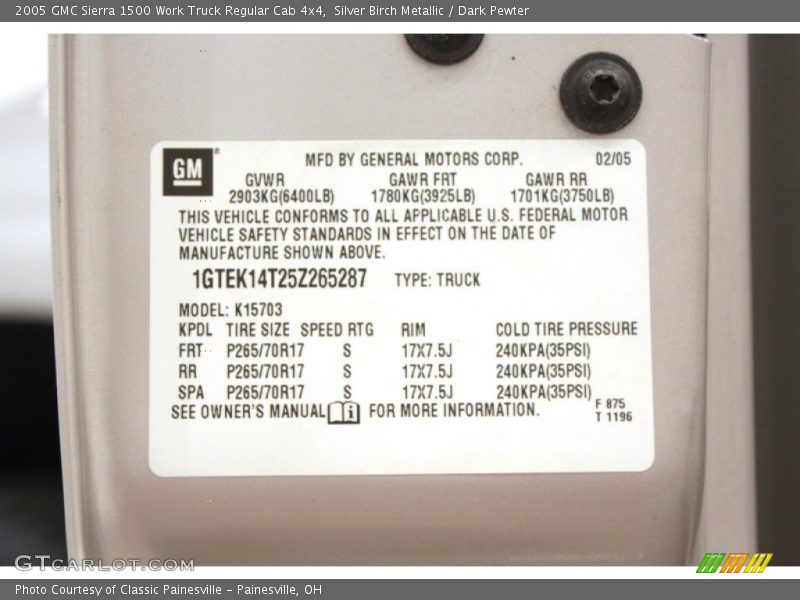 2005 GMC Sierra 1500 Work Truck Regular Cab 4x4,  Silver Birch Metallic / Dark Pewter
GM MFD BY GENERAL MOTORS CORP. 02/05
GVWR GAWR FRT GAWR RR
2903KG(6400LB) 1780KG(3925LB) 1701KG(3750LB)
THIS VEHICLE CONFORMS TO ALL APPLICABLE U.S. FEDERAL MOTOR
VEHICLE SAFETY STANDARDS IN EFFECT ON THE DATE OF
MANUFACTURE SHOWN ABOVE.
1GTEK14T25Z265287 TYPE: TRUCK
MODEL: K15703
KPDL TIRE SIZE SPEED RTG RIM COLD TIRE PRESSURE
FRT P265/70R17 S 17X7.5J 240KPA(35PSI)
RR P265/70R17 S 17X7.5J 240KPA(35PSI)
SPA P265/70R17 S 17X7.5J 240KPA(35PSI)
SEE OWNER'S MANUAL i FOR MORE INFORMATION.
F 875
T 1196
GTCARLOT.COM
Photo Courtesy of Classic Painesville - Painesville, OH